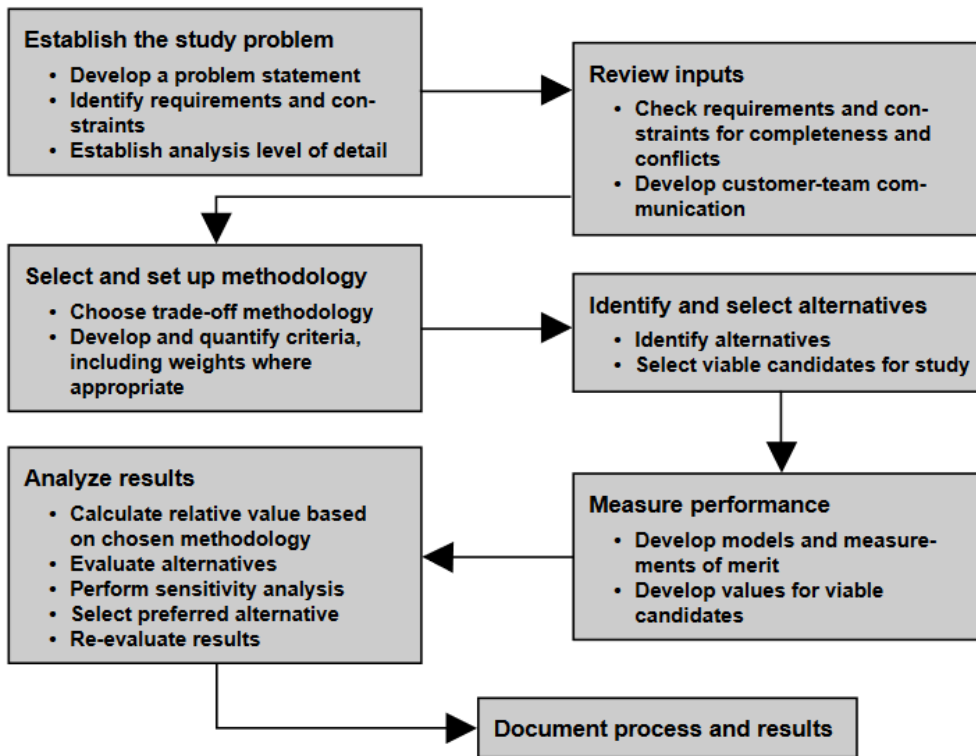 Establish the study problem
• Develop a problem statement
• Identify requirements and con-
straints
• Establish analysis level of detail
Review inputs
• Check requirements and con-
straints for completeness and
conflicts
• Develop customer-team com-
munication
Select and set up methodology
• Choose trade-off methodology
• Develop and quantify criteria,
including weights where
appropriate
Identify and select alternatives
• Identify alternatives
• Select viable candidates for study
Measure performance
• Develop models and measure-
ments of merit
• Develop values for viable
candidates
Analyze results
• Calculate relative value based
on chosen methodology
• Evaluate alternatives
• Perform sensitivity analysis
• Select preferred alternative
• Re-evaluate results
Document process and results